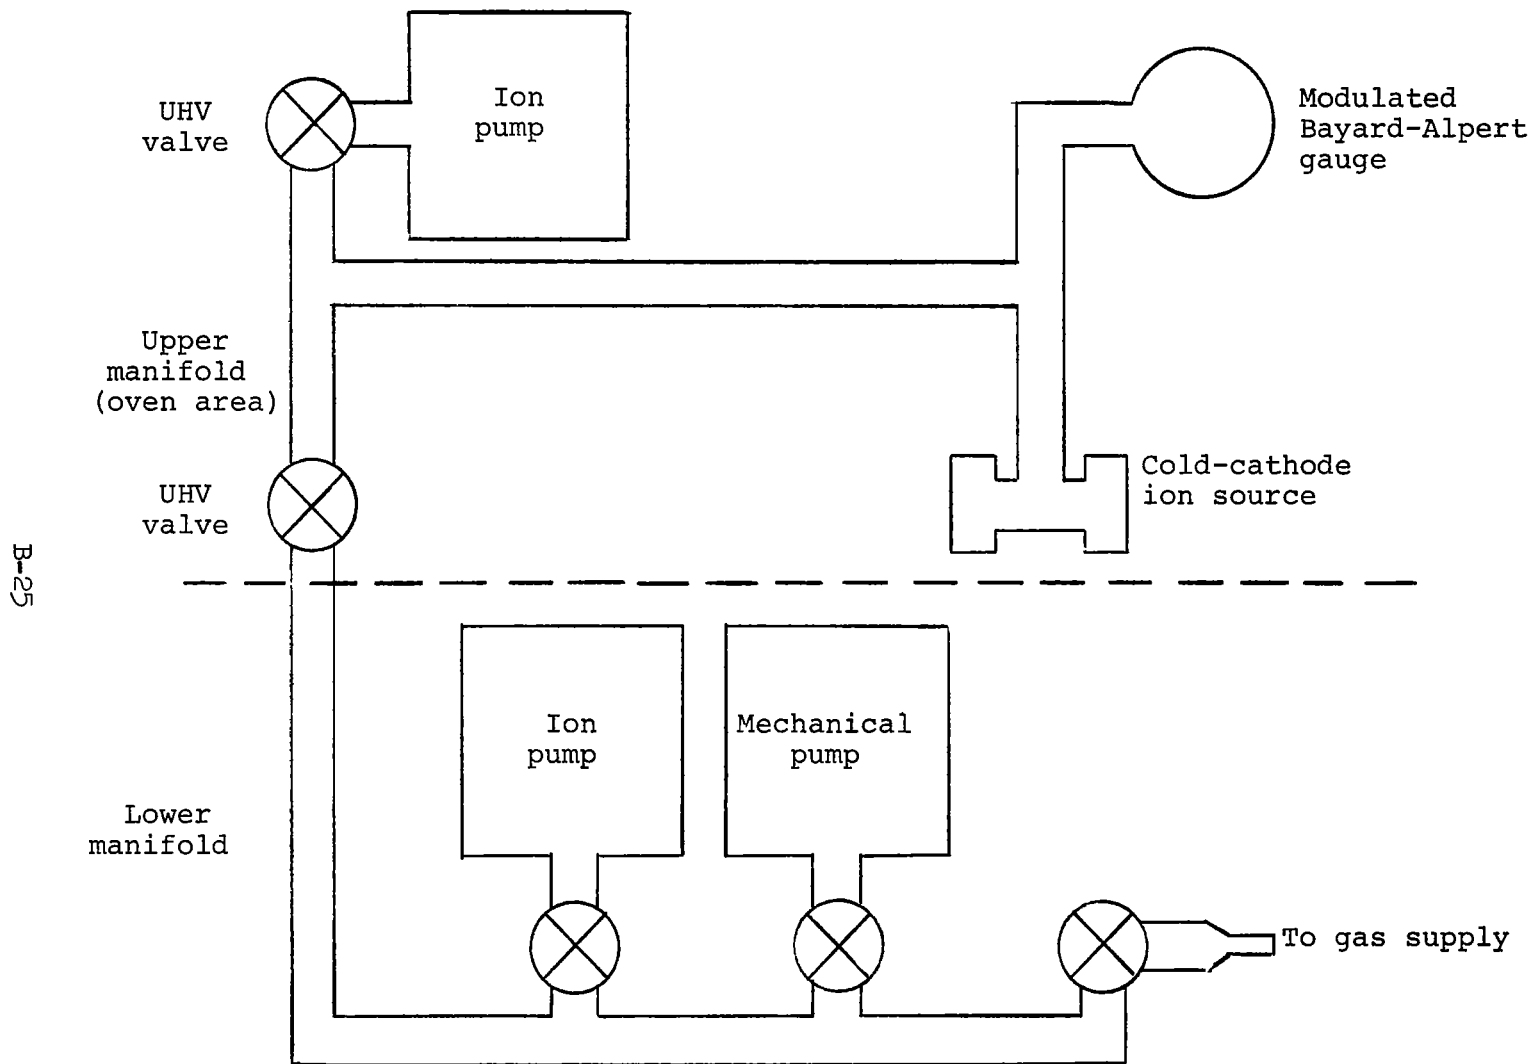 UHV
valve
Ion
pump
Modulated
Bayard-Alpert
gauge
Upper
manifold
(oven area)
UHV
valve
Cold-cathode
ion source
B-25
Ion
pump
Mechanical
pump
Lower
manifold
To gas supply